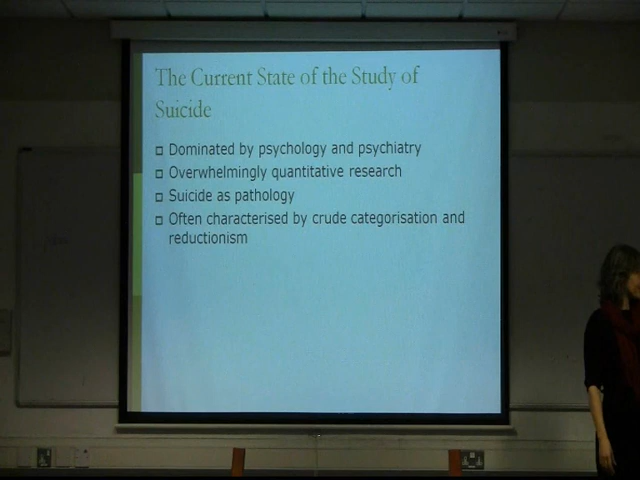 The Current State of the Study of
Suicide
Dominated by psychology and psychiatry
Overwhelmingly quantitative research
Suicide as pathology
Often characterised by crude categorisation and
reductionism